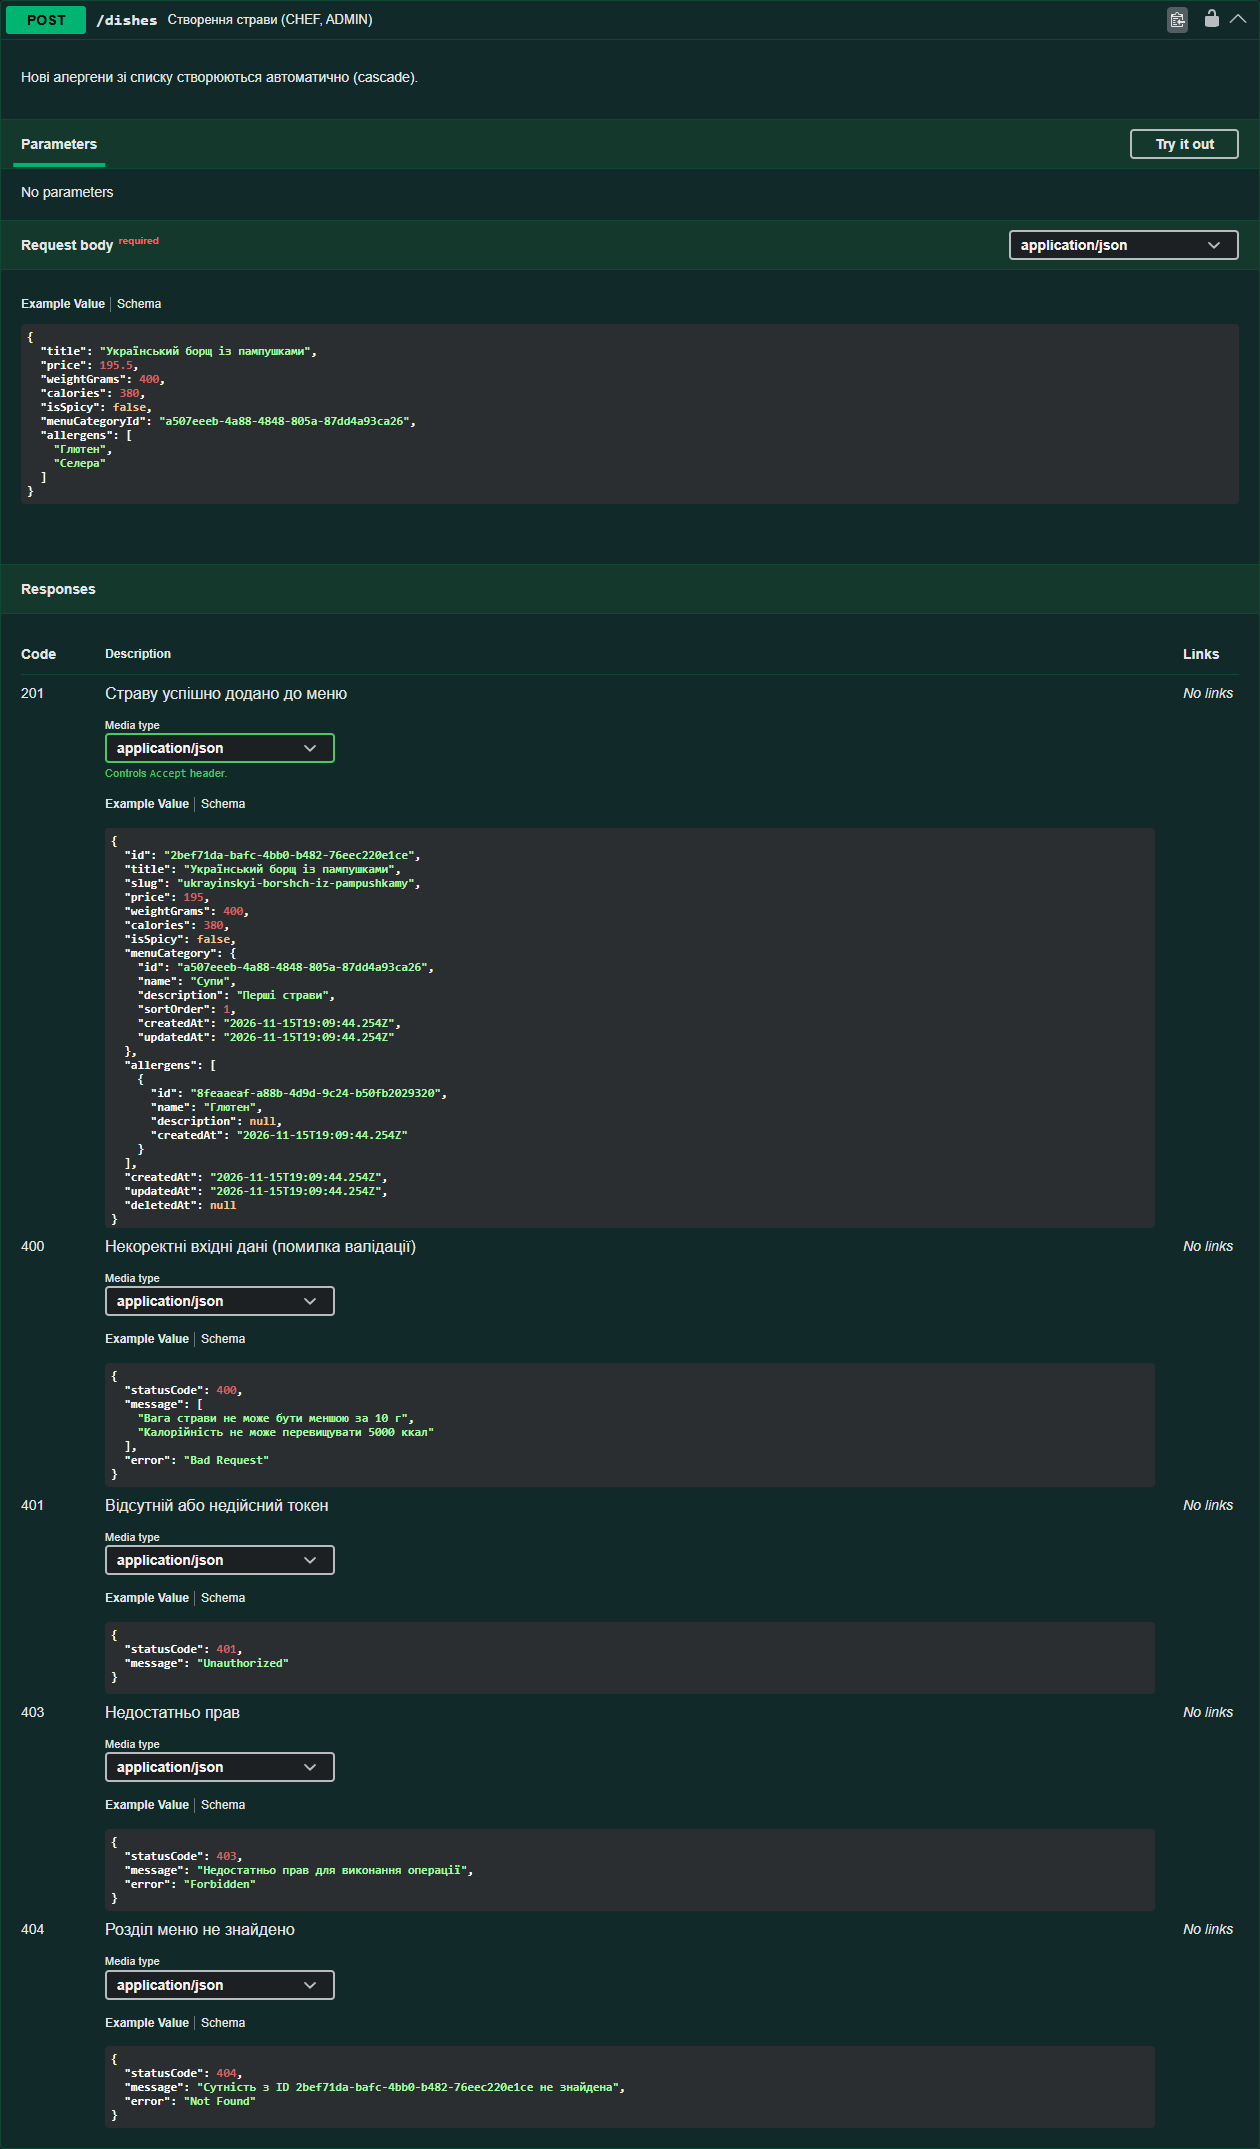 POST /dishes Створення страви (CHEF, ADMIN)
Нові алергени зі списку створюються автоматично (cascade).
Parameters
Try it out
No parameters
Request body required
application/json
Example Value | Schema
{
  "title": "Український борщ із пампушками",
  "price": 195.5,
  "weightGrams": 400,
  "calories": 380,
  "isSpicy": false,
  "menuCategoryId": "a507eeeb-4a88-4848-805a-87dd4a93ca26",
  "allergens": [
    "Глютен",
    "Селера"
  ]
}
Responses
Code Description Links
201 Страву успішно додано до меню No links
Media type
application/json
Controls Accept header.
Example Value | Schema
{
  "id": "2bef71da-bafc-4bb0-b482-76eec220e1ce",
  "title": "Український борщ із пампушками",
  "slug": "ukrayinskyi-borshch-iz-pampushkamy",
  "price": 195,
  "weightGrams": 400,
  "calories": 380,
  "isSpicy": false,
  "menuCategory": {
    "id": "a507eeeb-4a88-4848-805a-87dd4a93ca26",
    "name": "Супи",
    "description": "Перші страви",
    "sortOrder": 1,
    "createdAt": "2026-11-15T19:09:44.254Z",
    "updatedAt": "2026-11-15T19:09:44.254Z"
  },
  "allergens": [
    {
      "id": "8feaaeaf-a88b-4d9d-9c24-b50fb2029320",
      "name": "Глютен",
      "description": null,
      "createdAt": "2026-11-15T19:09:44.254Z"
    }
  ],
  "createdAt": "2026-11-15T19:09:44.254Z",
  "updatedAt": "2026-11-15T19:09:44.254Z",
  "deletedAt": null
}
400 Некоректні вхідні дані (помилка валідації) No links
Media type
application/json
Example Value | Schema
{
  "statusCode": 400,
  "message": [
    "Вага страви не може бути меншою за 10 г",
    "Калорійність не може перевищувати 5000 ккал"
  ],
  "error": "Bad Request"
}
401 Відсутній або недійсний токен No links
Media type
application/json
Example Value | Schema
{
  "statusCode": 401,
  "message": "Unauthorized"
}
403 Недостатньо прав No links
Media type
application/json
Example Value | Schema
{
  "statusCode": 403,
  "message": "Недостатньо прав для виконання операції",
  "error": "Forbidden"
}
404 Розділ меню не знайдено No links
Media type
application/json
Example Value | Schema
{
  "statusCode": 404,
  "message": "Сутність з ID 2bef71da-bafc-4bb0-b482-76eec220e1ce не знайдена",
  "error": "Not Found"
}